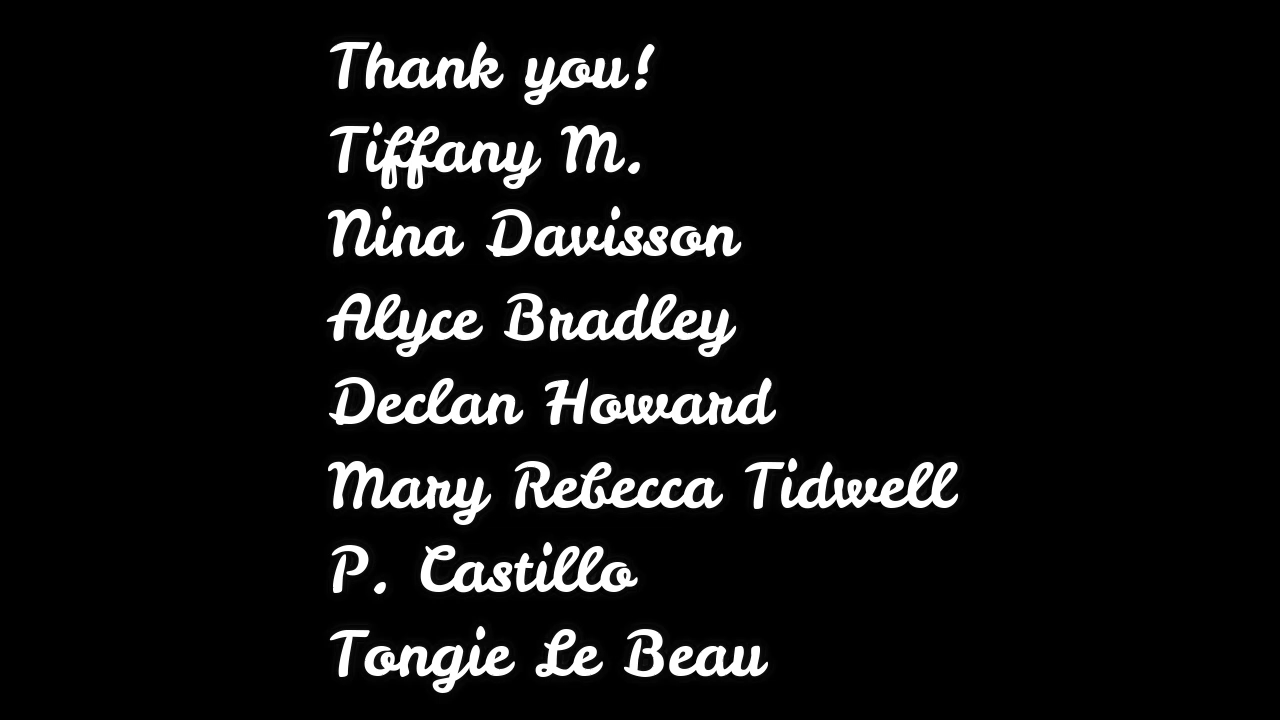 Thank you!
Tiffany M.
Nina Davisson
Alyce Bradley
Declan Howard
Mary Rebecca Tidwell
P. Castillo
Tongie Le Beau